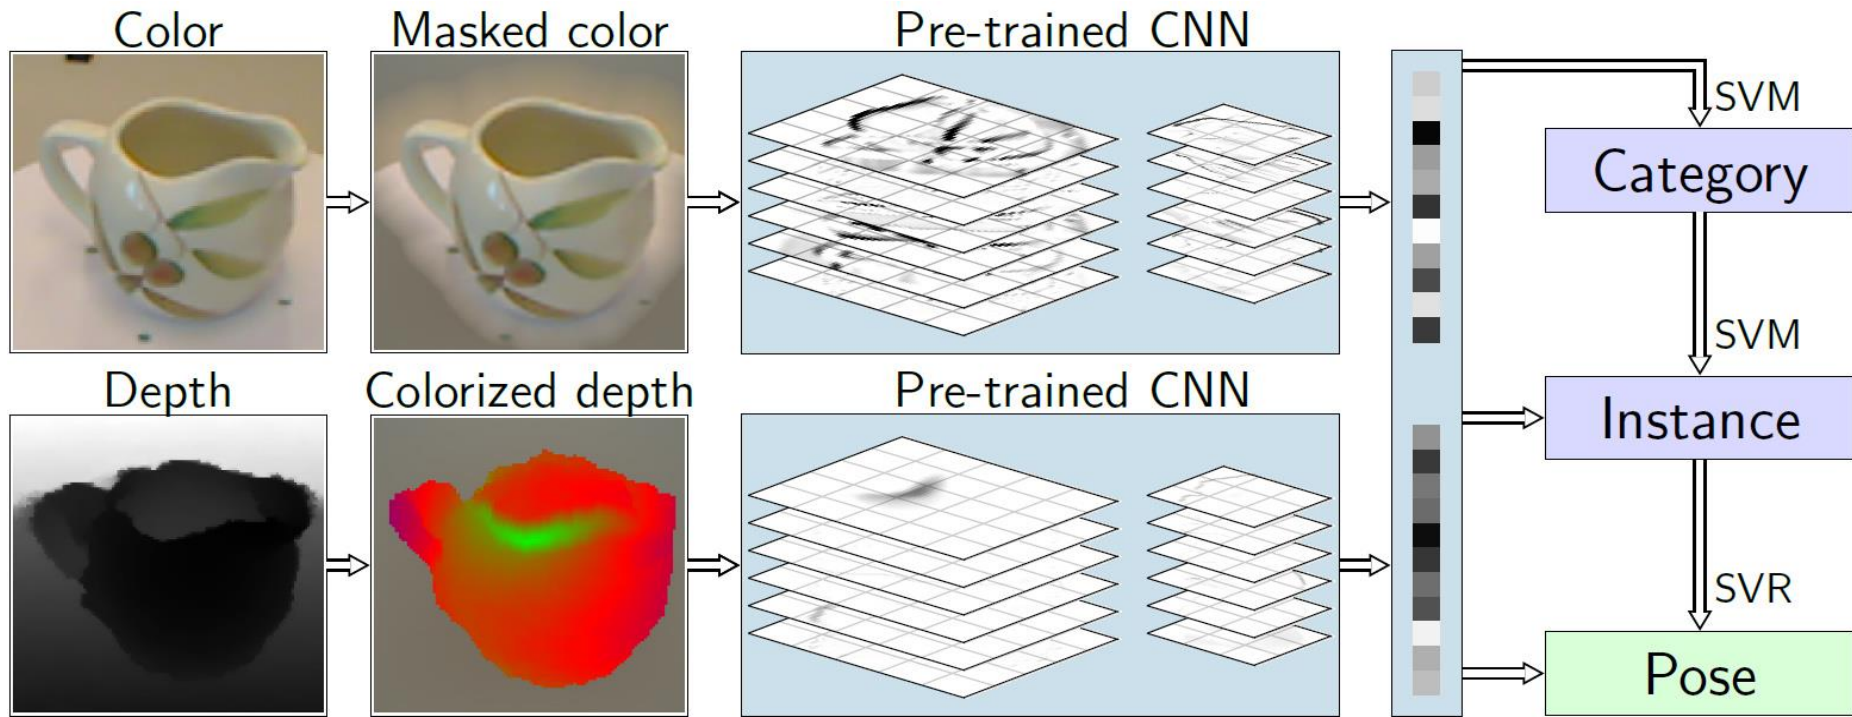 Color
Masked color
Pre-trained CNN
SVM
Category
SVM
Depth
Colorized depth
Pre-trained CNN
Instance
SVR
Pose